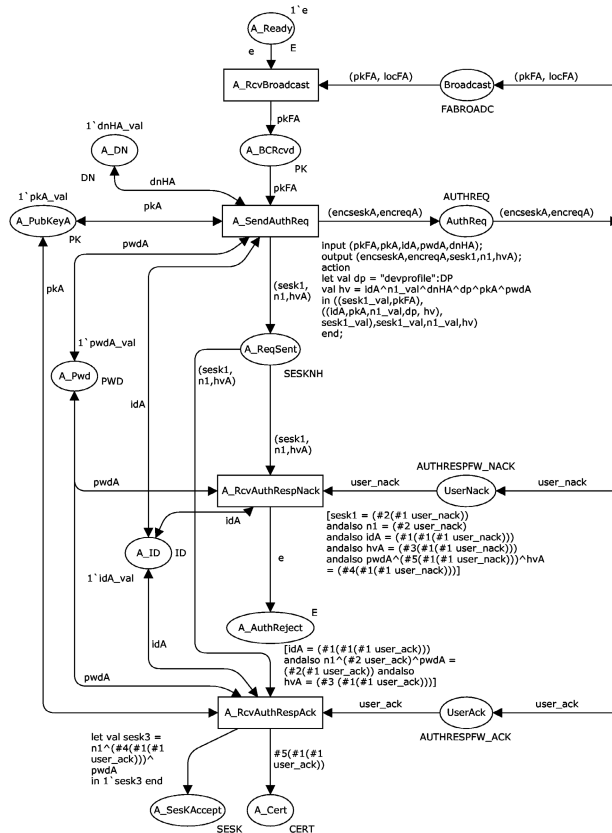 1`e
A_Ready
e
E
A_RcvBroadcast
(pkFA, locFA)
Broadcast
(pkFA, locFA)
FABROADC
pkFA
1`dnHA_val
A_DN
DN
A_BCRcvd
PK
dnHA
pkFA
1`pkA_val
A_PubKeyA
PK
pkA
A_SendAuthReq
(encseskA,encreqA)
AUTHREQ
AuthReq
(encseskA,encreqA)
pwdA
pkA
input (pkFA,pkA,idA,pwdA,dnHA);
output (encseskA,encreqA,sesk1,n1,hvA);
action
let val dp = "devprofile":DP
val hv = idA^n1_val^dnHA^dp^pkA^pwdA
in ((sesk1_val,pkFA),
((idA,pkA,n1_val,dp, hv),
sesk1_val),sesk1_val,n1_val,hv)
end;
(sesk1,
n1,hvA)
1`pwdA_val
A_Pwd
PWD
A_ReqSent
SESKNH
(sesk1,
n1,hvA)
idA
(sesk1,
n1,hvA)
pwdA
A_RcvAuthRespNack
user_nack
AUTHRESPFW_NACK
UserNack
user_nack
idA
[sesk1 = (#2(#1 user_nack))
andalso n1 = (#2 user_nack)
andalso idA = (#1(#1(#1 user_nack)))
andalso hvA = (#3(#1(#1 user_nack)))
andalso pwdA^(#5(#1(#1 user_nack)))^hvA
= (#4(#1(#1 user_nack)))]
A_ID
ID
1`idA_val
e
E
A_AuthReject
idA
[idA = (#1(#1(#1 user_ack)))
andalso n1^(#2 user_ack)^pwdA =
(#2(#1 user_ack)) andalso
hvA = (#3 (#1(#1 user_ack)))]
pwdA
A_RcvAuthRespAck
user_ack
UserAck
user_ack
AUTHRESPFW_ACK
let val sesk3 =
n1^(#4(#1(#1
user_ack)))^
pwdA
in 1`sesk3 end
#5(#1(#1
user_ack))
A_SesKAccept
SESK
A_Cert
CERT